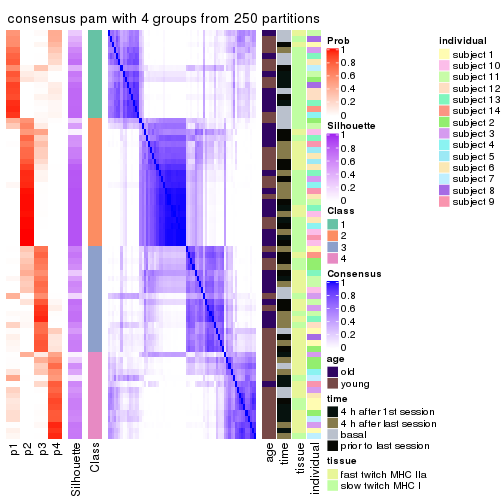 consensus pam with 4 groups from 250 partitions
Prob
1
0.8
0.6
0.4
0.2
0
Silhouette
1
0.8
0.6
0.4
0.2
0
Class
1
2
3
4
Consensus
1
0.8
0.6
0.4
0.2
0
age
old
young
time
4 h after 1st session
4 h after last session
basal
prior to last session
tissue
fast twitch MHC IIa
slow twitch MHC I
individual
subject 1
subject 10
subject 11
subject 12
subject 13
subject 14
subject 2
subject 3
subject 4
subject 5
subject 6
subject 7
subject 8
subject 9
p1
p2
p3
p4
Silhouette
Class
age
time
tissue
individual